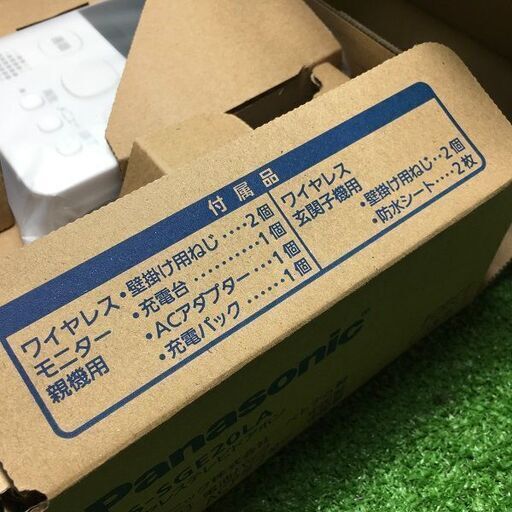 付属品
ワイヤレス
モニター
親機用
・壁掛け用ねじ‥‥2個
・充電台‥‥‥‥‥1個
・ACアダプター‥‥1個
・充電パック‥‥‥1個
ワイヤレス
玄関子機用
・壁掛け用ねじ‥2個
・防水シート‥‥2枚
Panasonic
SGE20LA